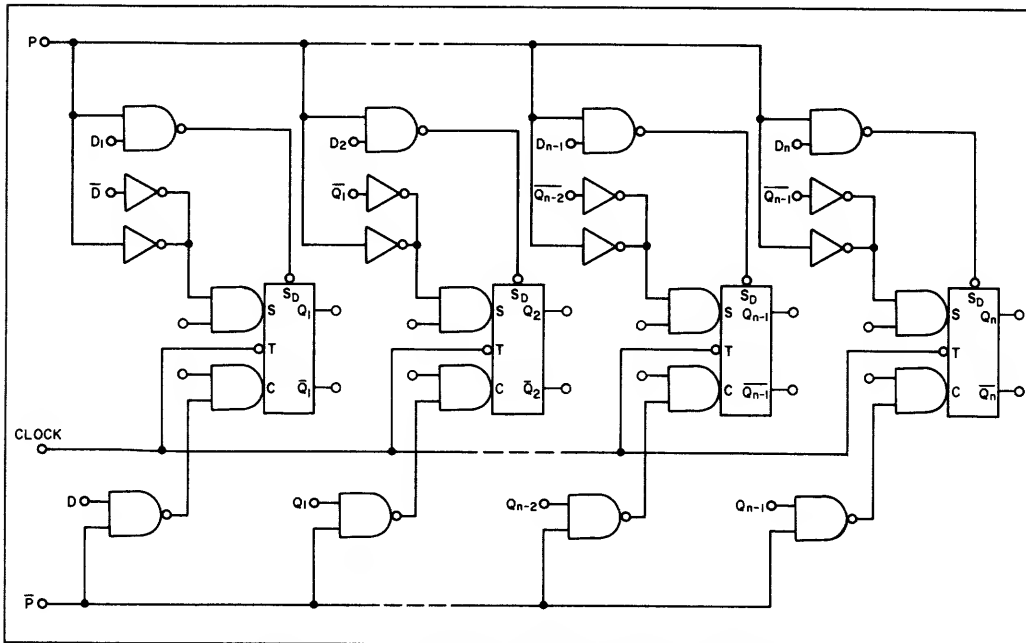 P
D1 D2 Dn-1 Dn
D̅ Q̅1 Q̅n-2 Q̅n-1
SD SD SD SD
S Q1 S Q2 S Qn-1 S Qn
T T T T
C Q̅1 C Q̅2 C Q̅n-1 C Q̅n
CLOCK
D Q1 Qn-2 Qn-1
P̅